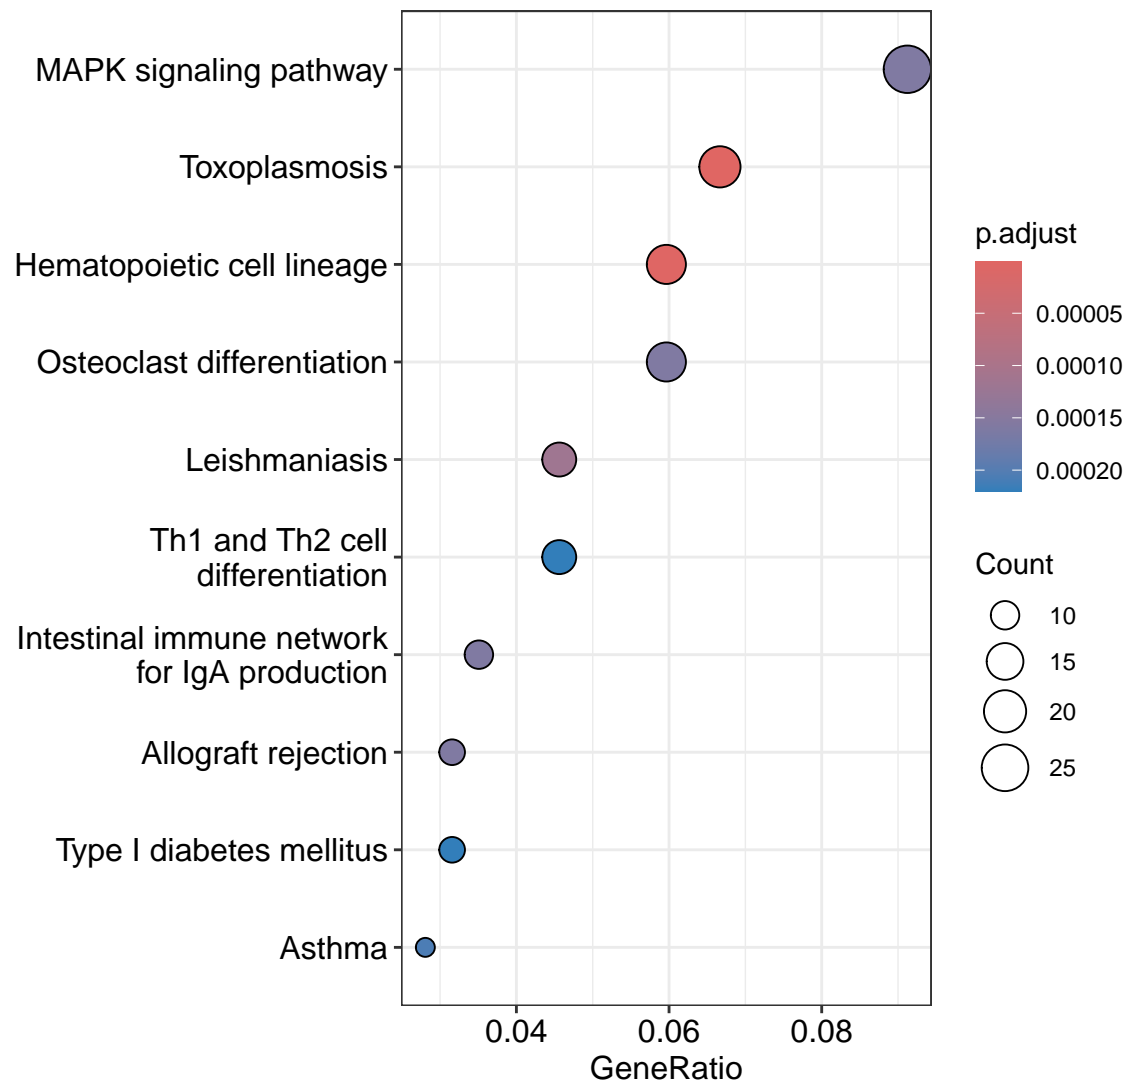 MAPK signaling pathway
Toxoplasmosis
Hematopoietic cell lineage
Osteoclast differentiation
Leishmaniasis
Th1 and Th2 cell
differentiation
Intestinal immune network
for IgA production
Allograft rejection
Type I diabetes mellitus
Asthma
0.04
0.06
0.08
GeneRatio
p.adjust
0.00005
0.00010
0.00015
0.00020
Count
10
15
20
25